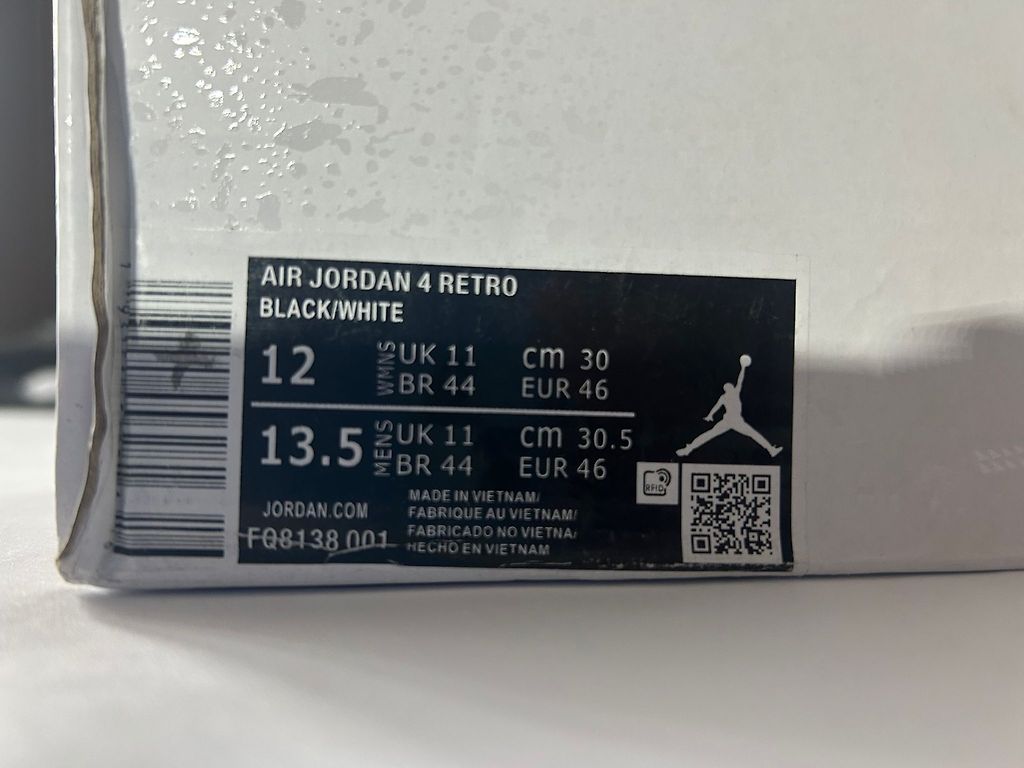 AIR JORDAN 4 RETRO
BLACK/WHITE
12 WMNS UK 11 cm 30
BR 44 EUR 46
13.5 MENS UK 11 cm 30.5
BR 44 EUR 46
JORDAN.COM
FQ8138 001
MADE IN VIETNAM/
FABRIQUE AU VIETNAM/
FABRICADO NO VIETNA/
HECHO EN VIETNAM
RFID